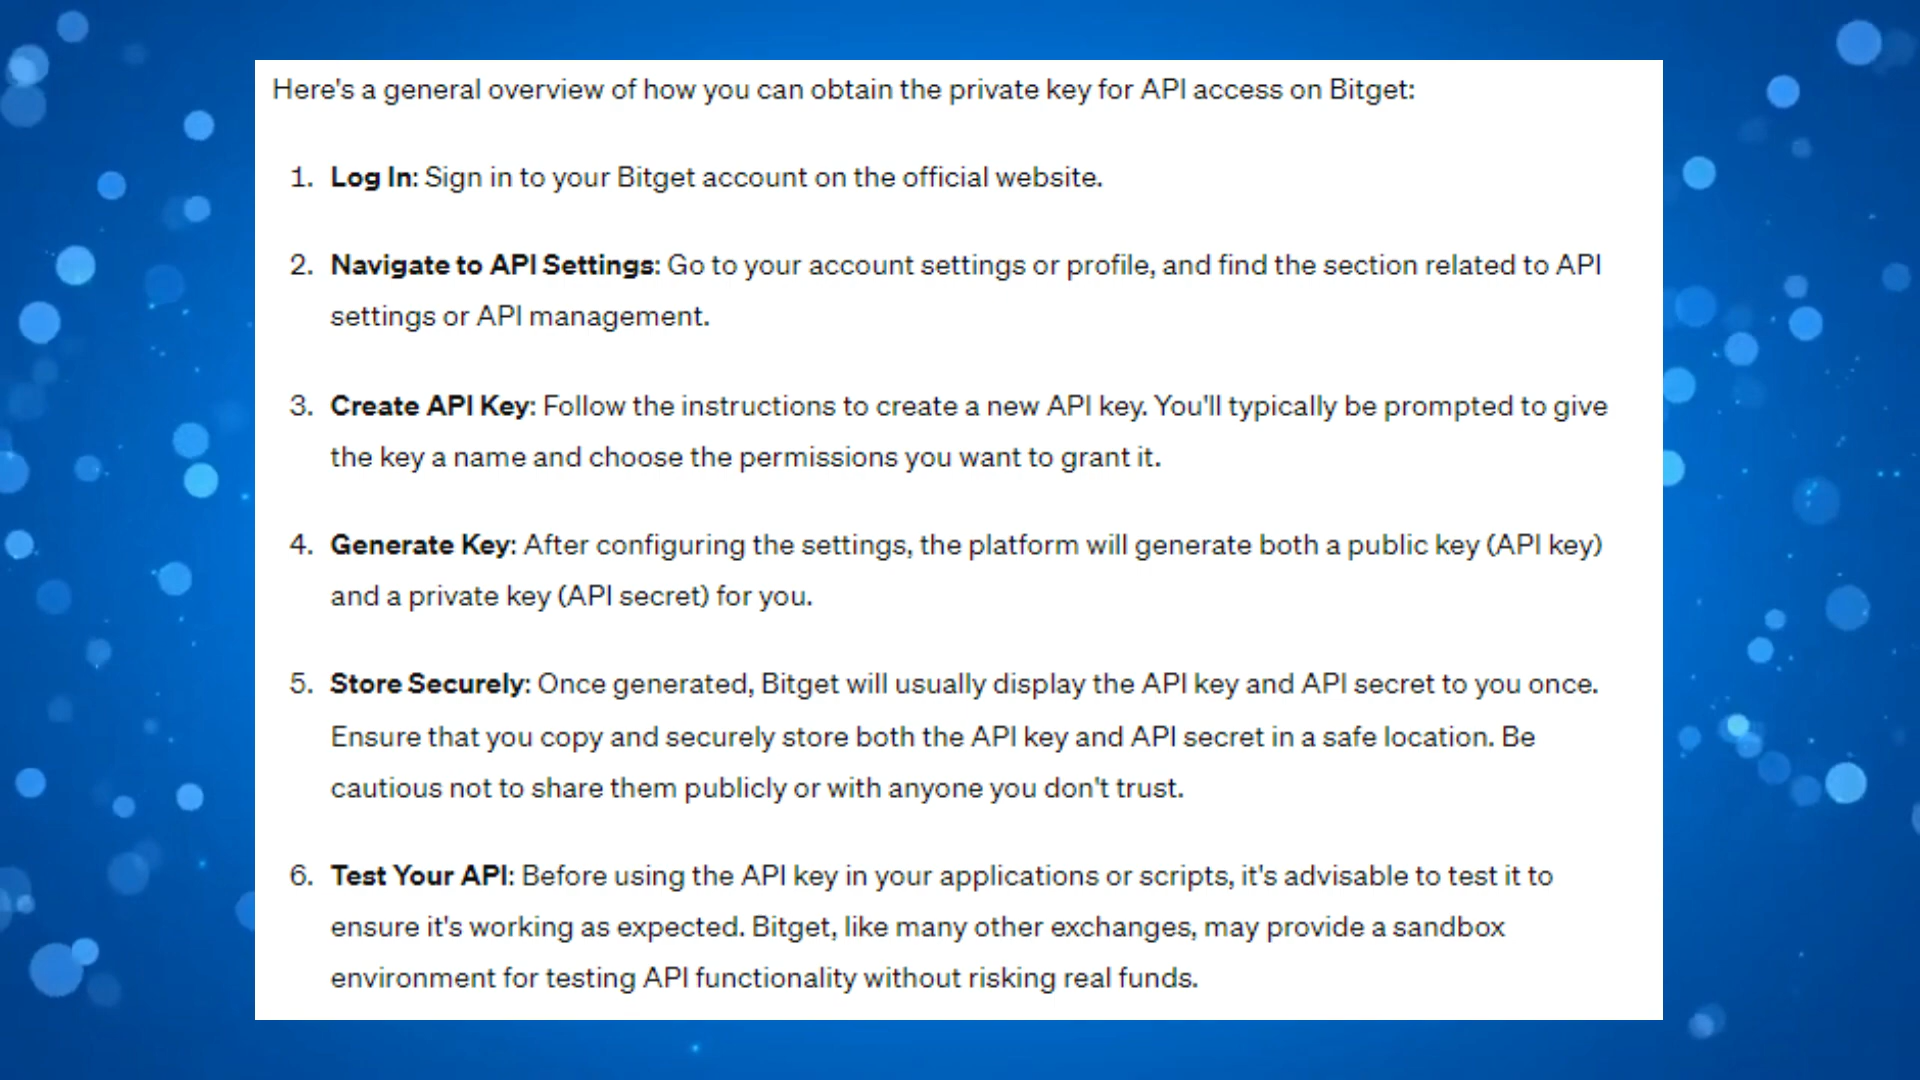 Here's a general overview of how you can obtain the private key for API access on Bitget:
1. Log In: Sign in to your Bitget account on the official website.
2. Navigate to API Settings: Go to your account settings or profile, and find the section related to API
settings or API management.
3. Create API Key: Follow the instructions to create a new API key. You'll typically be prompted to give
the key a name and choose the permissions you want to grant it.
4. Generate Key: After configuring the settings, the platform will generate both a public key (API key)
and a private key (API secret) for you.
5. Store Securely: Once generated, Bitget will usually display the API key and API secret to you once.
Ensure that you copy and securely store both the API key and API secret in a safe location. Be
cautious not to share them publicly or with anyone you don't trust.
6. Test Your API: Before using the API key in your applications or scripts, it's advisable to test it to
ensure it's working as expected. Bitget, like many other exchanges, may provide a sandbox
environment for testing API functionality without risking real funds.